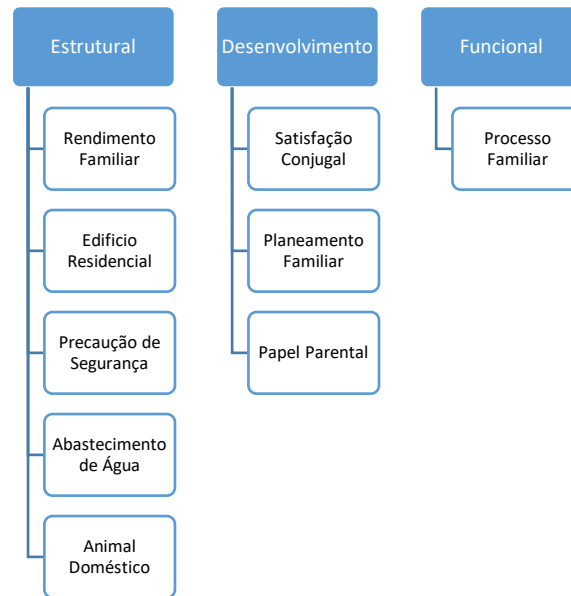 Estrutural
Rendimento
Familiar
Edificio
Residencial
Precaução de
Segurança
Abastecimento
de Água
Animal
Doméstico
Desenvolvimento
Satisfação
Conjugal
Planeamento
Familiar
Papel Parental
Funcional
Processo
Familiar